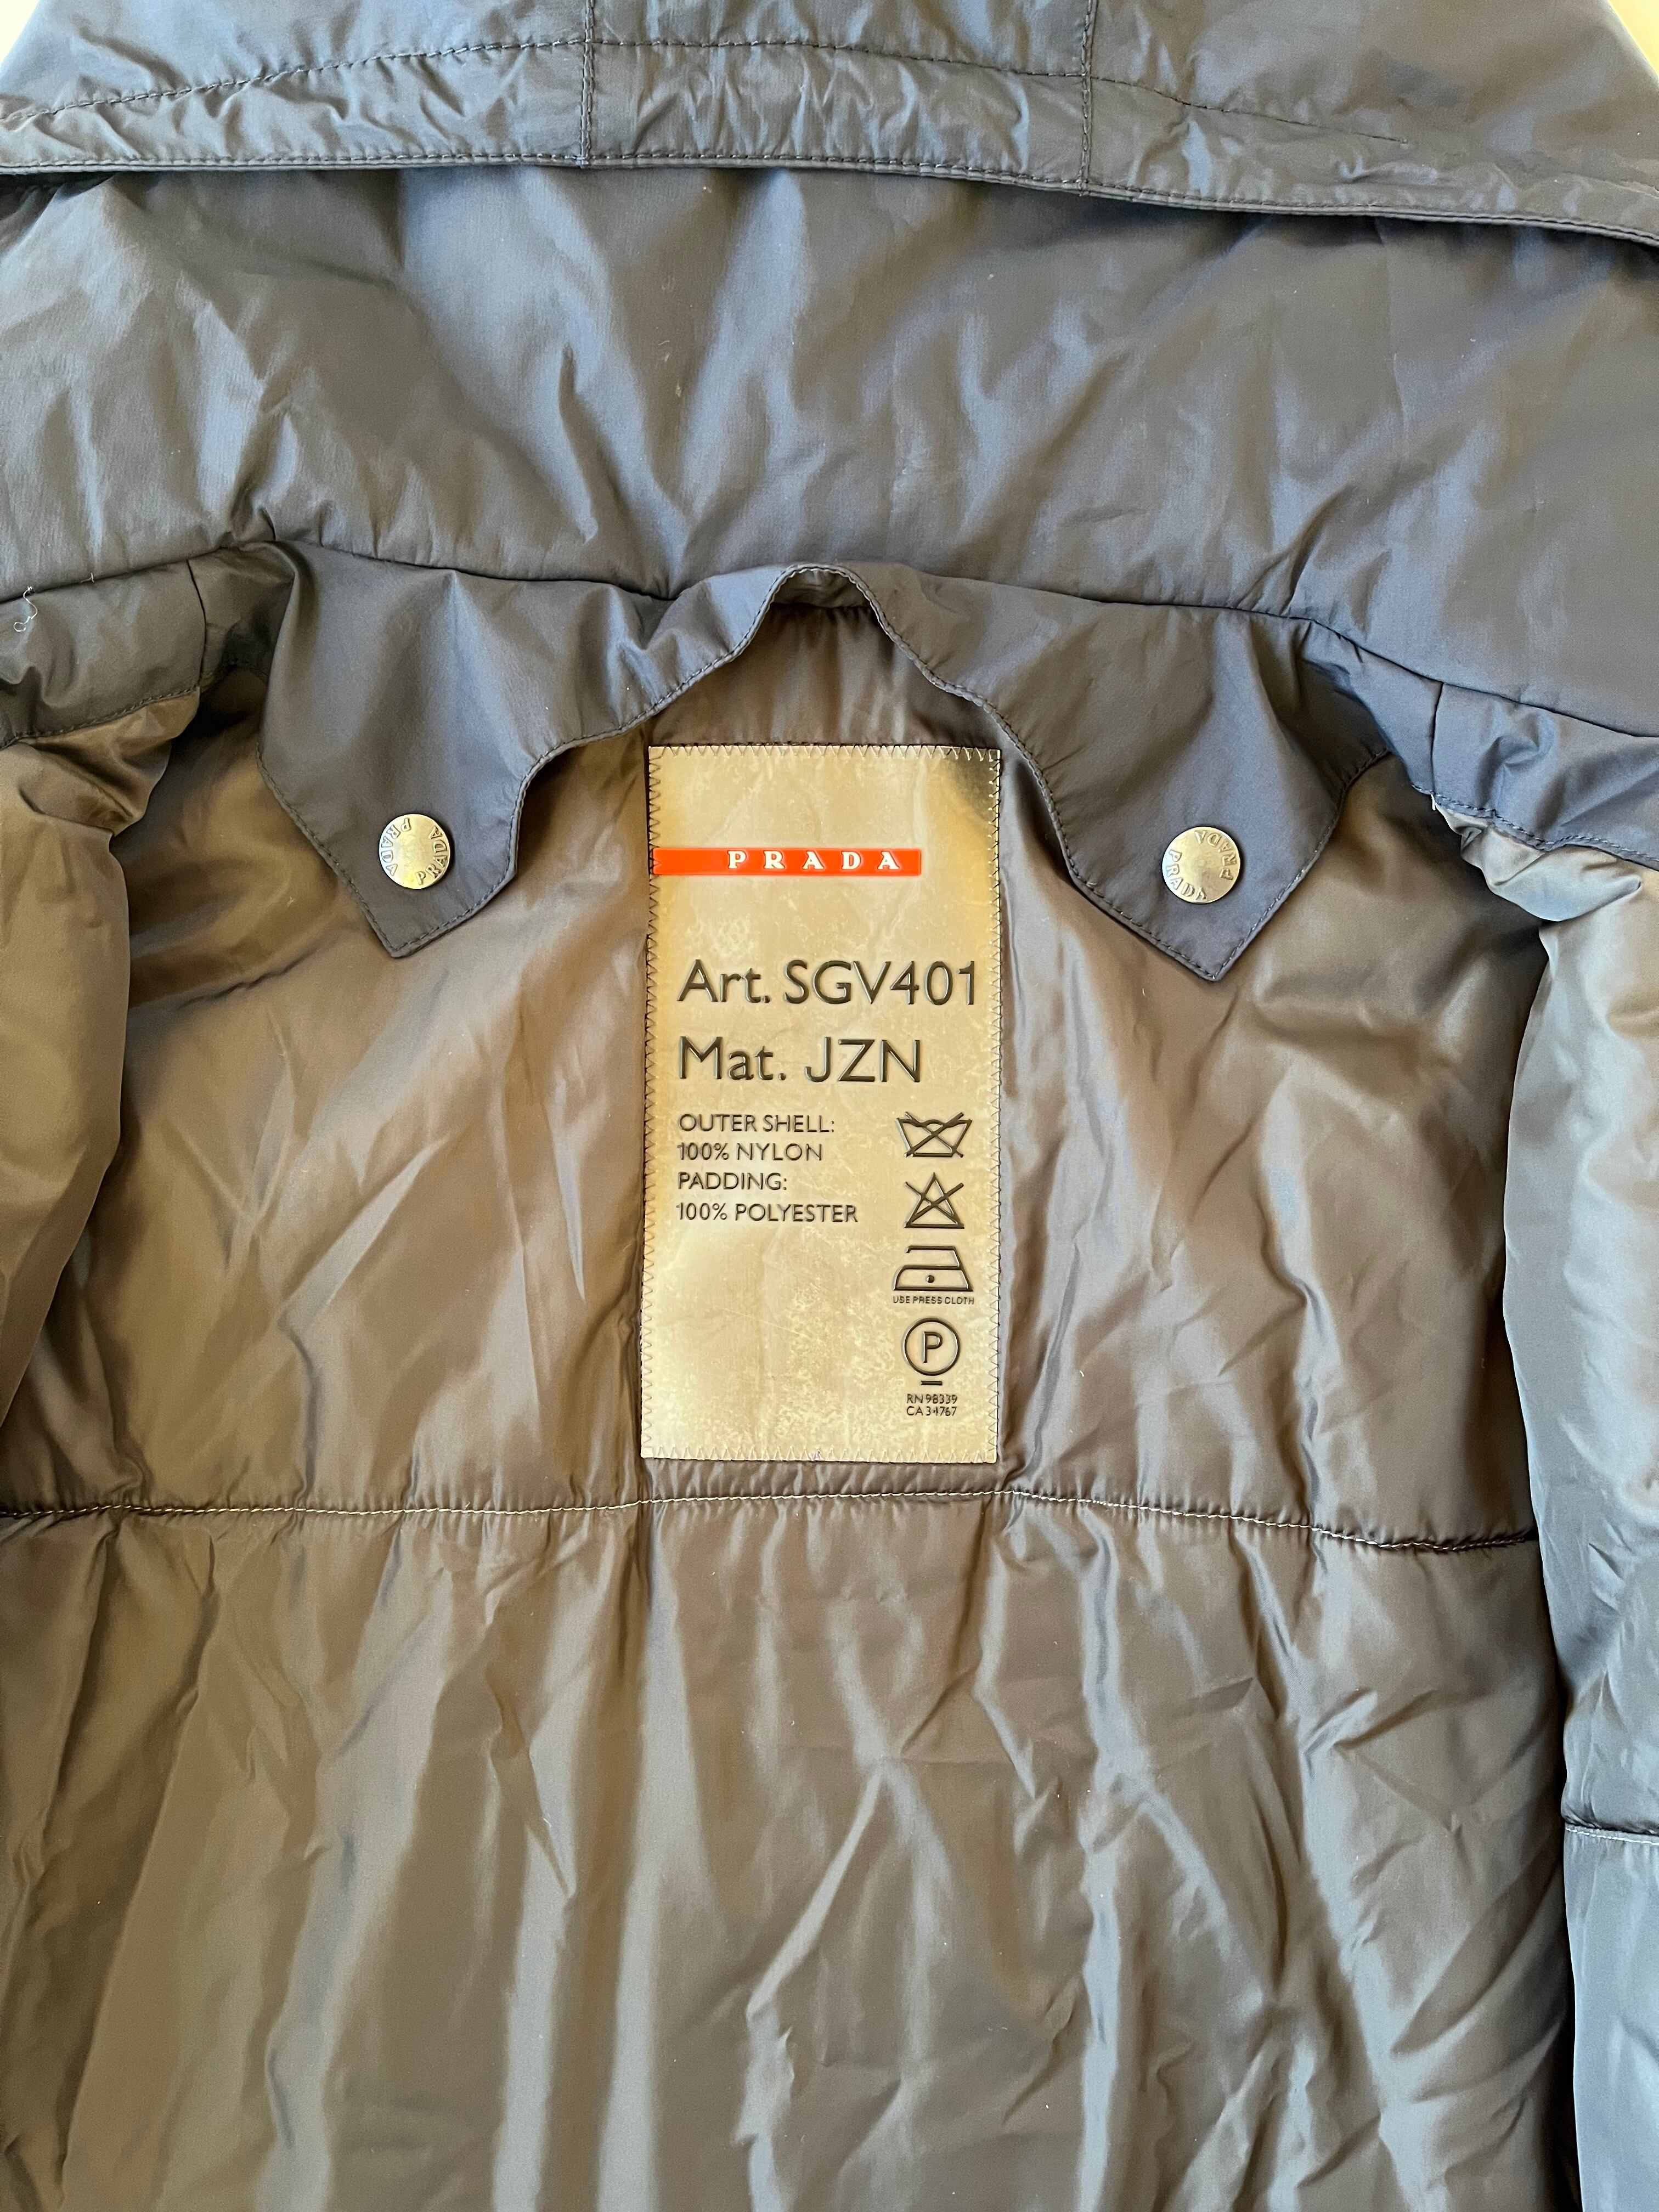 PRADA
PRADA PRADA
PRADA PRADA
Art. SGV401
Mat. JZN
OUTER SHELL:
100% NYLON
PADDING:
100% POLYESTER
USE PRESS CLOTH
P
RN 98339
CA 34767